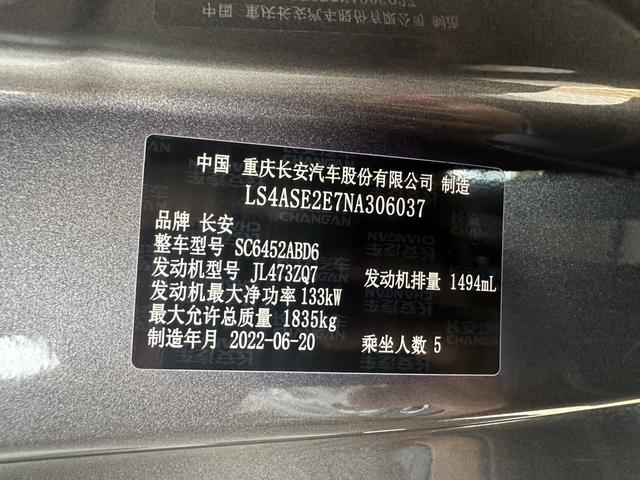 中国 重庆长安汽车股份有限公司 制造
LS4ASE2E7NA306037
品牌 长安
整车型号 SC6452ABD6
发动机型号 JL473ZQ7 发动机排量 1494mL
发动机最大净功率 133kW
最大允许总质量 1835kg
制造年月 2022-06-20 乘坐人数 5